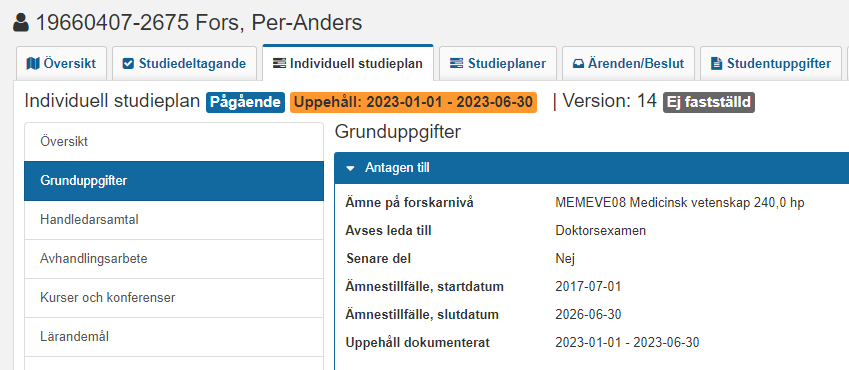 19660407-2675 Fors, Per-Anders
Översikt Studiedeltagande Individuell studieplan Studieplaner Ärenden/Beslut Studentuppgifter
Individuell studieplan Pågående Uppehåll: 2023-01-01 - 2023-06-30 | Version: 14 Ej fastställd
Översikt
Grunduppgifter
Handledarsamtal
Avhandlingsarbete
Kurser och konferenser
Lärandemål
Grunduppgifter
Antagen till
Ämne på forskarnivå MEMEVE08 Medicinsk vetenskap 240,0 hp
Avses leda till Doktorsexamen
Senare del Nej
Ämnestillfälle, startdatum 2017-07-01
Ämnestillfälle, slutdatum 2026-06-30
Uppehåll dokumenterat 2023-01-01 - 2023-06-30